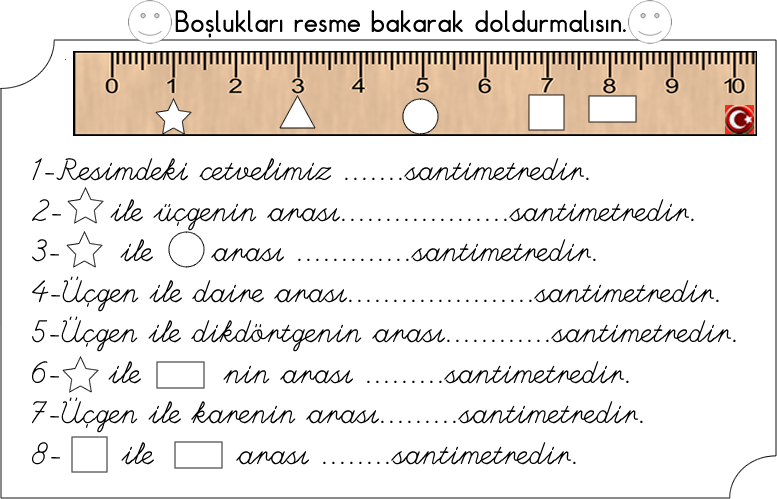 Boşlukları resme bakarak doldurmalısın.
0 1 2 3 4 5 6 7 8 9 10
1-Resimdeki cetvelimiz .......santimetredir.
2- ile üçgenin arası...................santimetredir.
3- ile arası .............santimetredir.
4-Üçgen ile daire arası.....................santimetredir.
5-Üçgen ile dikdörtgenin arası............santimetredir.
6- ile nin arası .........santimetredir.
7-Üçgen ile karenin arası.........santimetredir.
8- ile arası ........santimetredir.